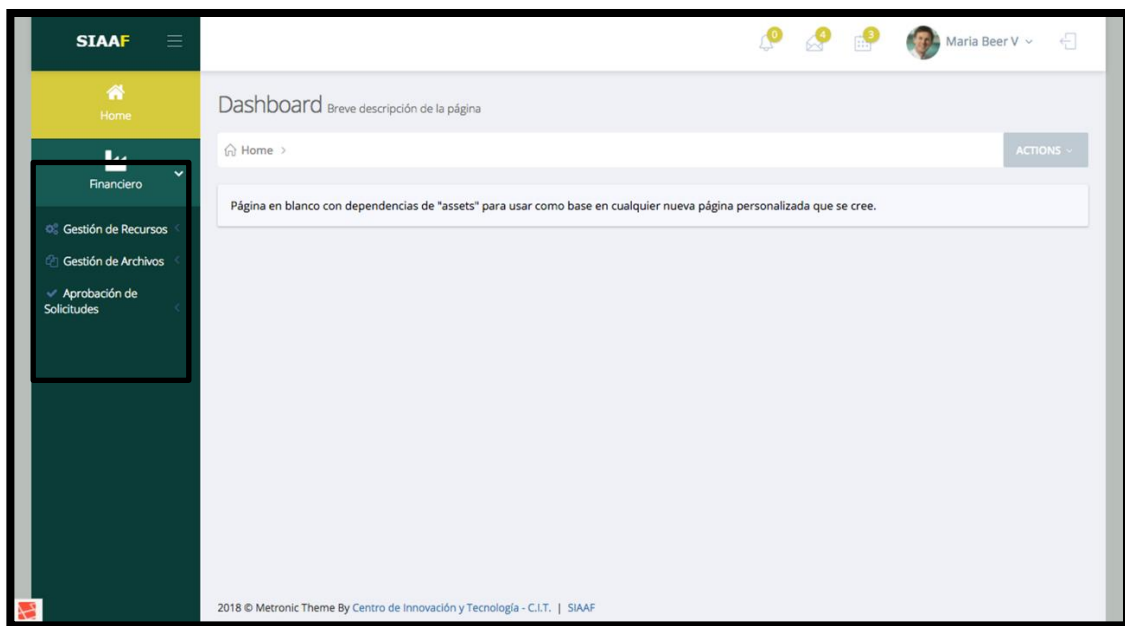 SIAAF
0
4
3
Maria Beer V
Home
Dashboard Breve descripción de la página
Home >
ACTIONS
Financiero
Página en blanco con dependencias de "assets" para usar como base en cualquier nueva página personalizada que se cree.
Gestión de Recursos
Gestión de Archivos
Aprobación de
Solicitudes
2018 © Metronic Theme By Centro de Innovación y Tecnología - C.I.T. | SIAAF